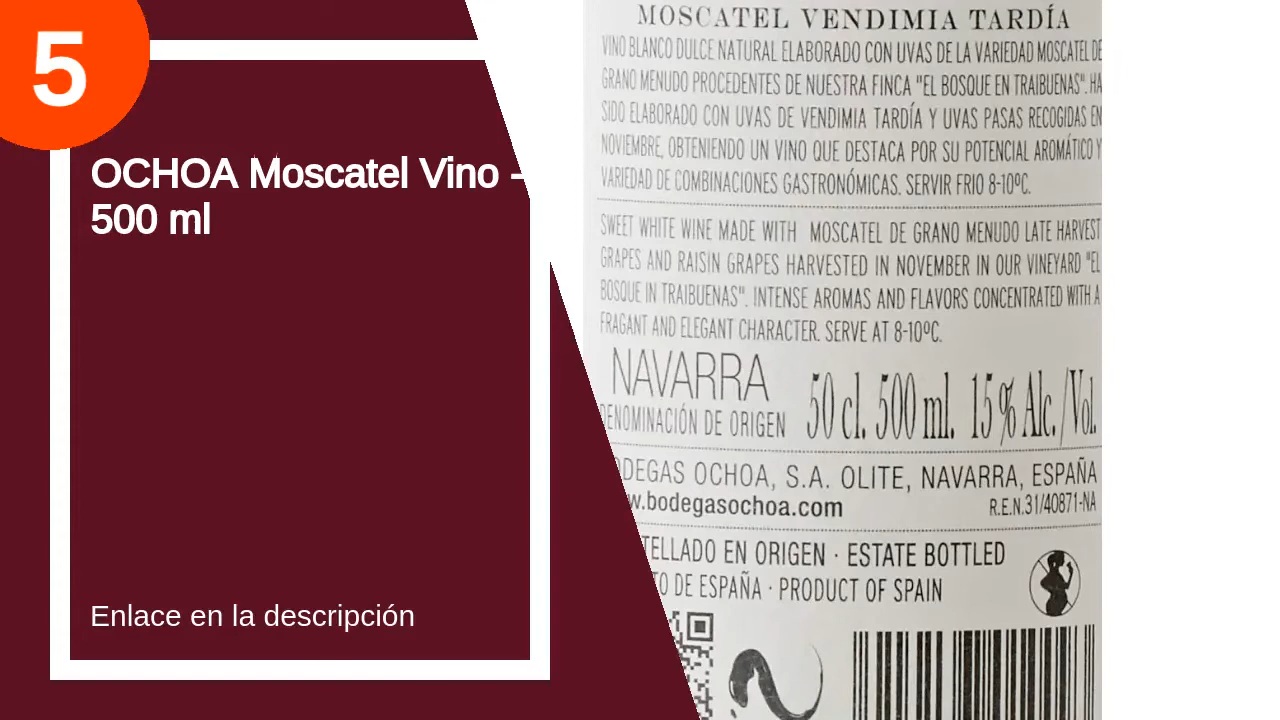 5
OCHOA Moscatel Vino -
500 ml
Enlace en la descripción
MOSCATEL VENDIMIA TARDÍA
VINO BLANCO DULCE NATURAL ELABORADO CON UVAS DE LA VARIEDAD MOSCATEL DE
GRANO MENUDO PROCEDENTES DE NUESTRA FINCA "EL BOSQUE EN TRAIBUENAS". HA
SIDO ELABORADO CON UVAS DE VENDIMIA TARDÍA Y UVAS PASAS RECOGIDAS EN
NOVIEMBRE, OBTENIENDO UN VINO QUE DESTACA POR SU POTENCIAL AROMÁTICO Y
VARIEDAD DE COMBINACIONES GASTRONÓMICAS. SERVIR FRIO 8-10ºC.
SWEET WHITE WINE MADE WITH MOSCATEL DE GRANO MENUDO LATE HARVEST
GRAPES AND RAISIN GRAPES HARVESTED IN NOVEMBER IN OUR VINEYARD "EL
BOSQUE IN TRAIBUENAS". INTENSE AROMAS AND FLAVORS CONCENTRATED WITH A
FRAGANT AND ELEGANT CHARACTER. SERVE AT 8-10ºC.
NAVARRA
DENOMINACIÓN DE ORIGEN
50 cl. 500 ml. 15 % Alc. /Vol.
ODEGAS OCHOA, S.A. OLITE, NAVARRA, ESPAÑA
w.bodegasochoa.com
R.E.N.31/40871-NA
TELLADO EN ORIGEN · ESTATE BOTTLED
TO DE ESPAÑA · PRODUCT OF SPAIN